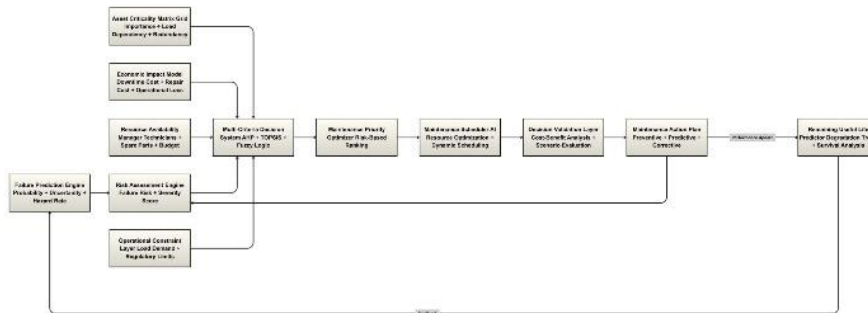 Asset Criticality Matrix Grid
Importance + Load
Dependency + Redundancy
Economic Impact Model
Downtime Cost + Repair
Cost + Operational Loss
Resource Availability
Manager Technicians +
Spare Parts + Budget
Multi-Criteria Decision
System AHP + TOPSIS +
Fuzzy Logic
Maintenance Priority
Optimizer Risk-Based
Ranking
Maintenance Scheduler AI
Resource Optimization +
Dynamic Scheduling
Decision Validation Layer
Cost-Benefit Analysis +
Scenario Evaluation
Maintenance Action Plan
Preventive + Predictive +
Corrective
Remaining Useful Life
Predictor Degradation Tre
+ Survival Analysis
Failure Prediction Engine
Probability + Uncertainty +
Hazard Rate
Risk Assessment Engine
Failure Risk + Severity
Score
Operational Constraint
Layer Load Demand +
Regulatory Limits